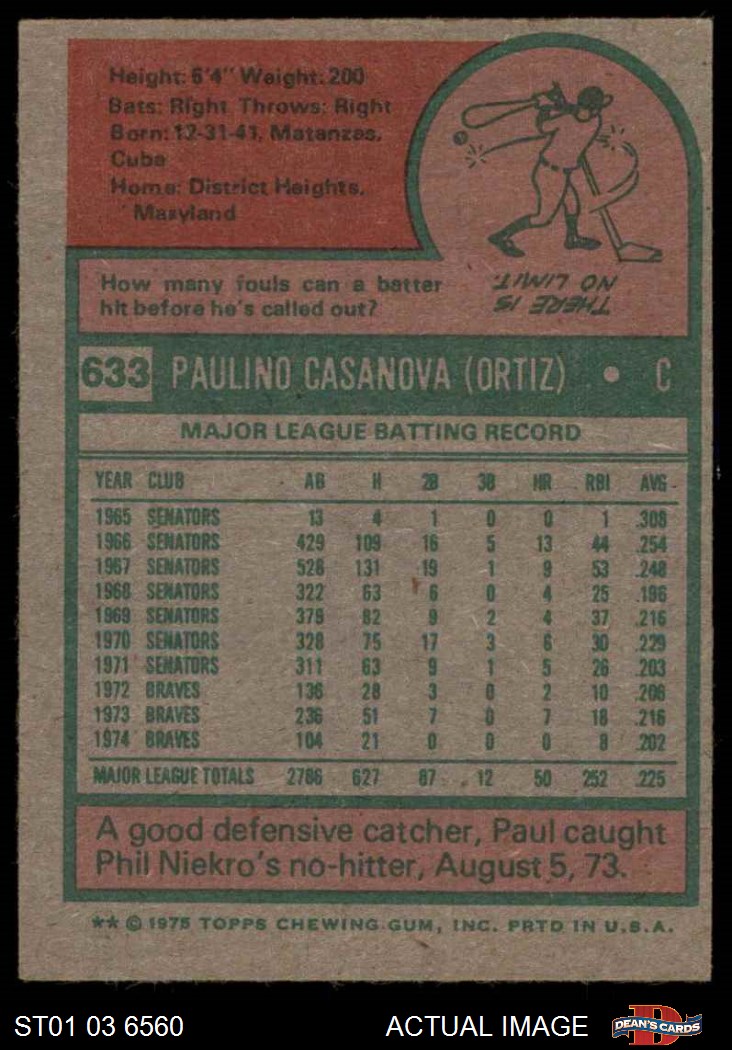 Height: 6'4" Weight: 200
Bats: Right Throws: Right
Born: 12-31-41, Matanzas,
Cuba
Home: District Heights,
Maryland
How many fouls can a batter
hit before he's called out?
THERE IS
NO LIMIT.
633 PAULINO CASANOVA (ORTIZ) • C
MAJOR LEAGUE BATTING RECORD
YEAR CLUB AB H 2B 3B HR RBI AVG.
1965 SENATORS 13 4 1 0 0 1 .308
1966 SENATORS 429 109 16 5 13 44 .254
1967 SENATORS 528 131 19 1 9 53 .248
1968 SENATORS 322 63 6 0 4 25 .196
1969 SENATORS 379 82 9 2 4 37 .216
1970 SENATORS 328 75 17 3 6 30 .229
1971 SENATORS 311 63 9 1 5 26 .203
1972 BRAVES 136 28 3 0 2 10 .206
1973 BRAVES 236 51 7 0 7 18 .216
1974 BRAVES 104 21 0 0 0 8 .202
MAJOR LEAGUE TOTALS 2786 627 87 12 50 252 .225
A good defensive catcher, Paul caught
Phil Niekro's no-hitter, August 5, 73.
** © 1975 TOPPS CHEWING GUM, INC. PRTD IN U.S.A.
ST01 03 6560 ACTUAL IMAGE D DEAN'S CARDS